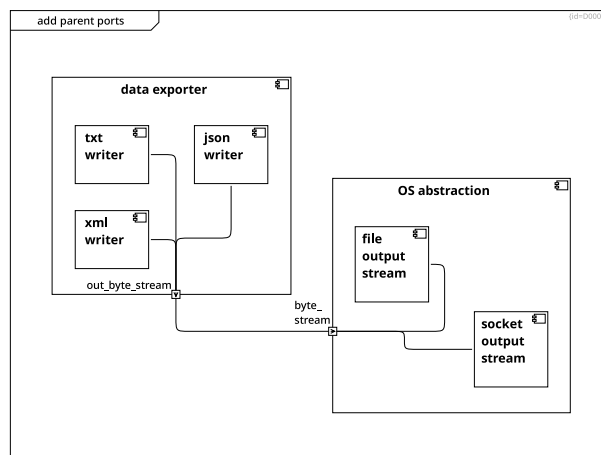 add parent ports
{id=D000
data exporter
txt
writer
json
writer
xml
writer
out_byte_stream
OS abstraction
file
output
stream
byte_
stream
socket
output
stream